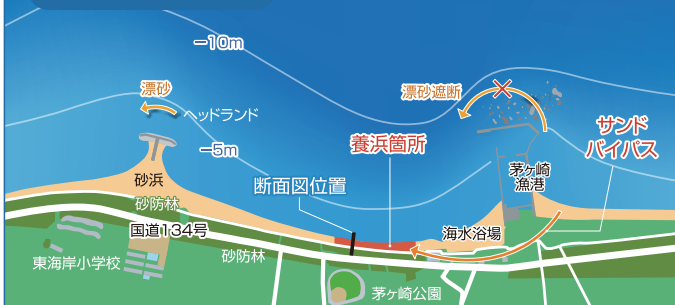 −10m
漂砂
ヘッドランド
漂砂遮断
サンド
バイパス
−5m
養浜箇所
茅ヶ崎
漁港
砂浜
断面図位置
砂防林
国道134号
海水浴場
東海岸小学校
砂防林
茅ヶ崎公園